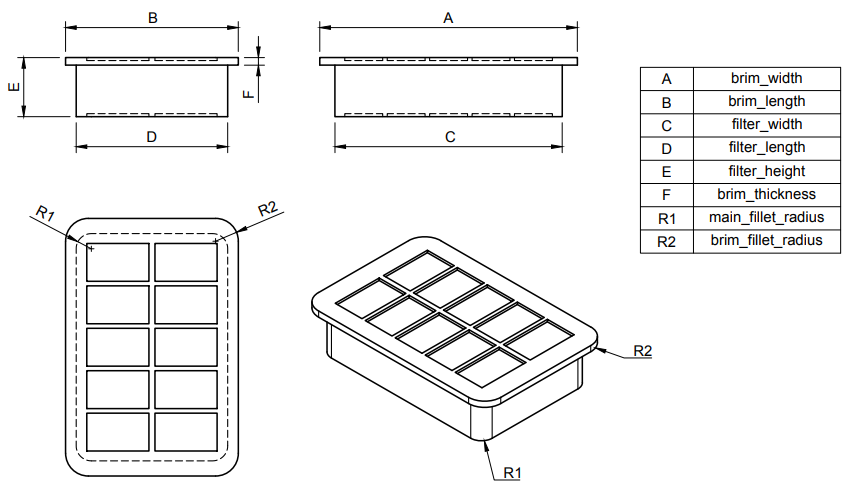 B
A
E
F
D
C
R1
R2
R2
R1
A brim_width
B brim_length
C filter_width
D filter_length
E filter_height
F brim_thickness
R1 main_fillet_radius
R2 brim_fillet_radius